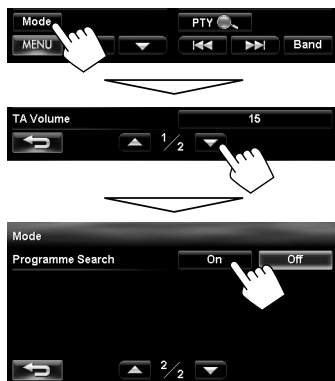 Mode
PTY
MENU
Band
TA Volume 15
1/2
Mode
Programme Search On Off
2/2